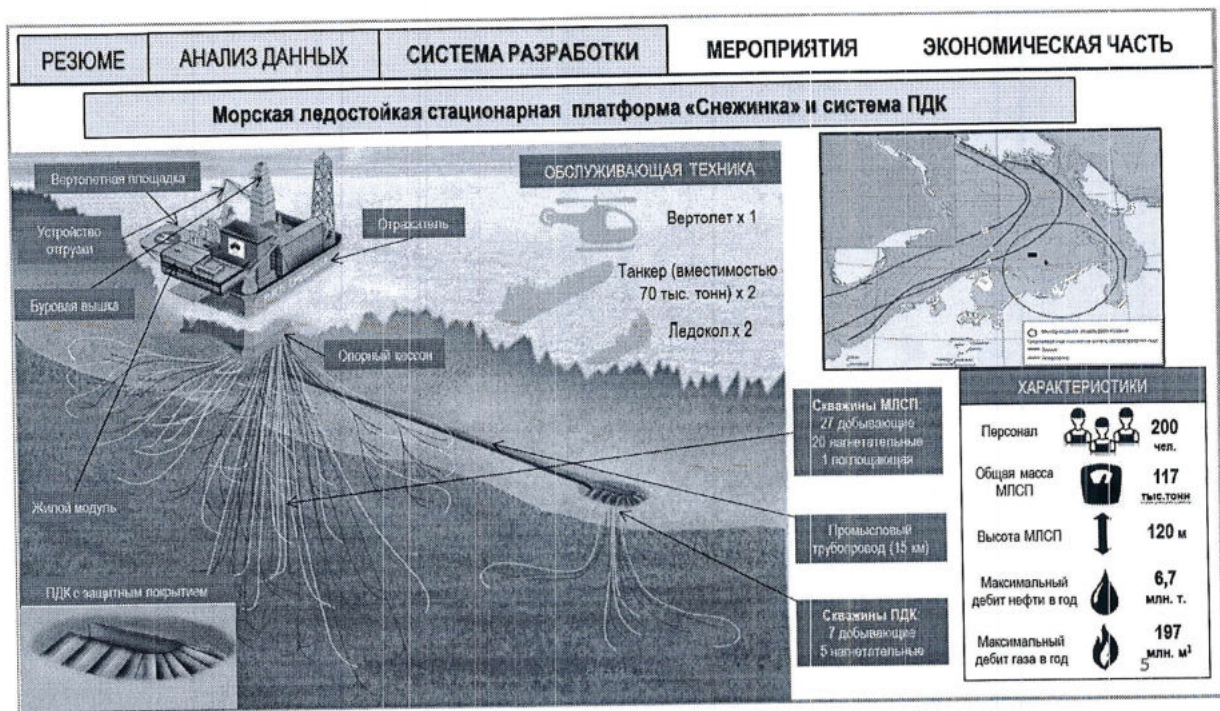 РЕЗЮМЕ
АНАЛИЗ ДАННЫХ
СИСТЕМА РАЗРАБОТКИ
МЕРОПРИЯТИЯ
ЭКОНОМИЧЕСКАЯ ЧАСТЬ
Морская ледостойкая стационарная платформа «Снежинка» и система ПДК
Вертолетная площадка
Устройство
отгрузки
Буровая вышка
Отражатель
Опорный кессон
Жилой модуль
ПДК с защитным покрытием
ОБСЛУЖИВАЮЩАЯ ТЕХНИКА
Вертолет x 1
Танкер (вместимостью
70 тыс. тонн) x 2
Ледокол x 2
Скважины МЛСП
27 добывающие
20 нагнетательные
1 поглощающая
Промысловый
трубопровод (15 км)
Скважины ПДК
7 добывающие
5 нагнетательные
ХАРАКТЕРИСТИКИ
Персонал
200
чел.
Общая масса
МЛСП
117
тыс.тонн
Высота МЛСП
120 м
Максимальный
дебит нефти в год
6,7
млн. т.
Максимальный
дебит газа в год
197
млн. м³
5